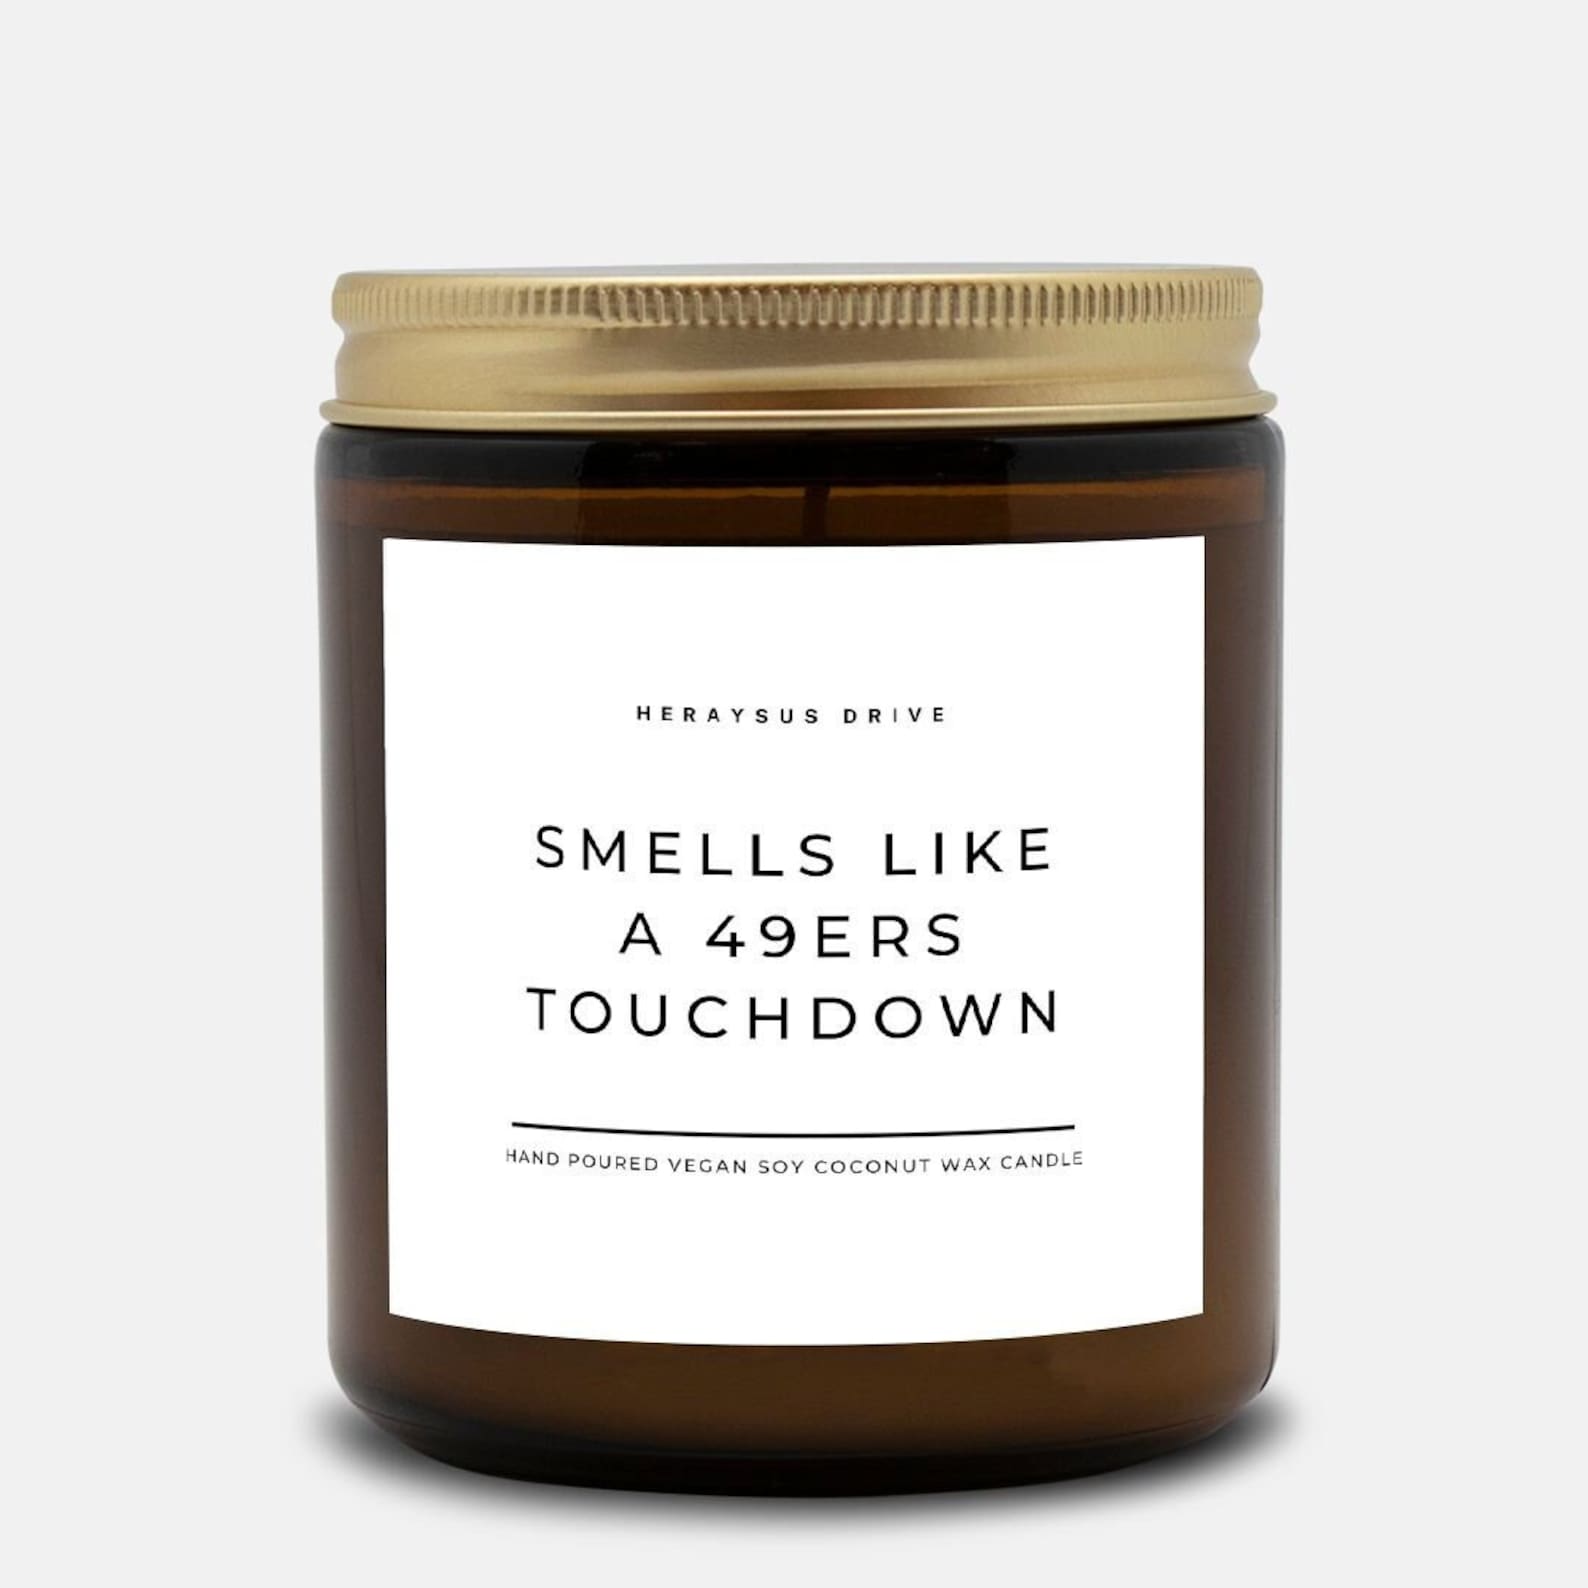 HERAYSUS DRIVE
SMELLS LIKE
A 49ERS
TOUCHDOWN
HAND POURED VEGAN SOY COCONUT WAX CANDLE